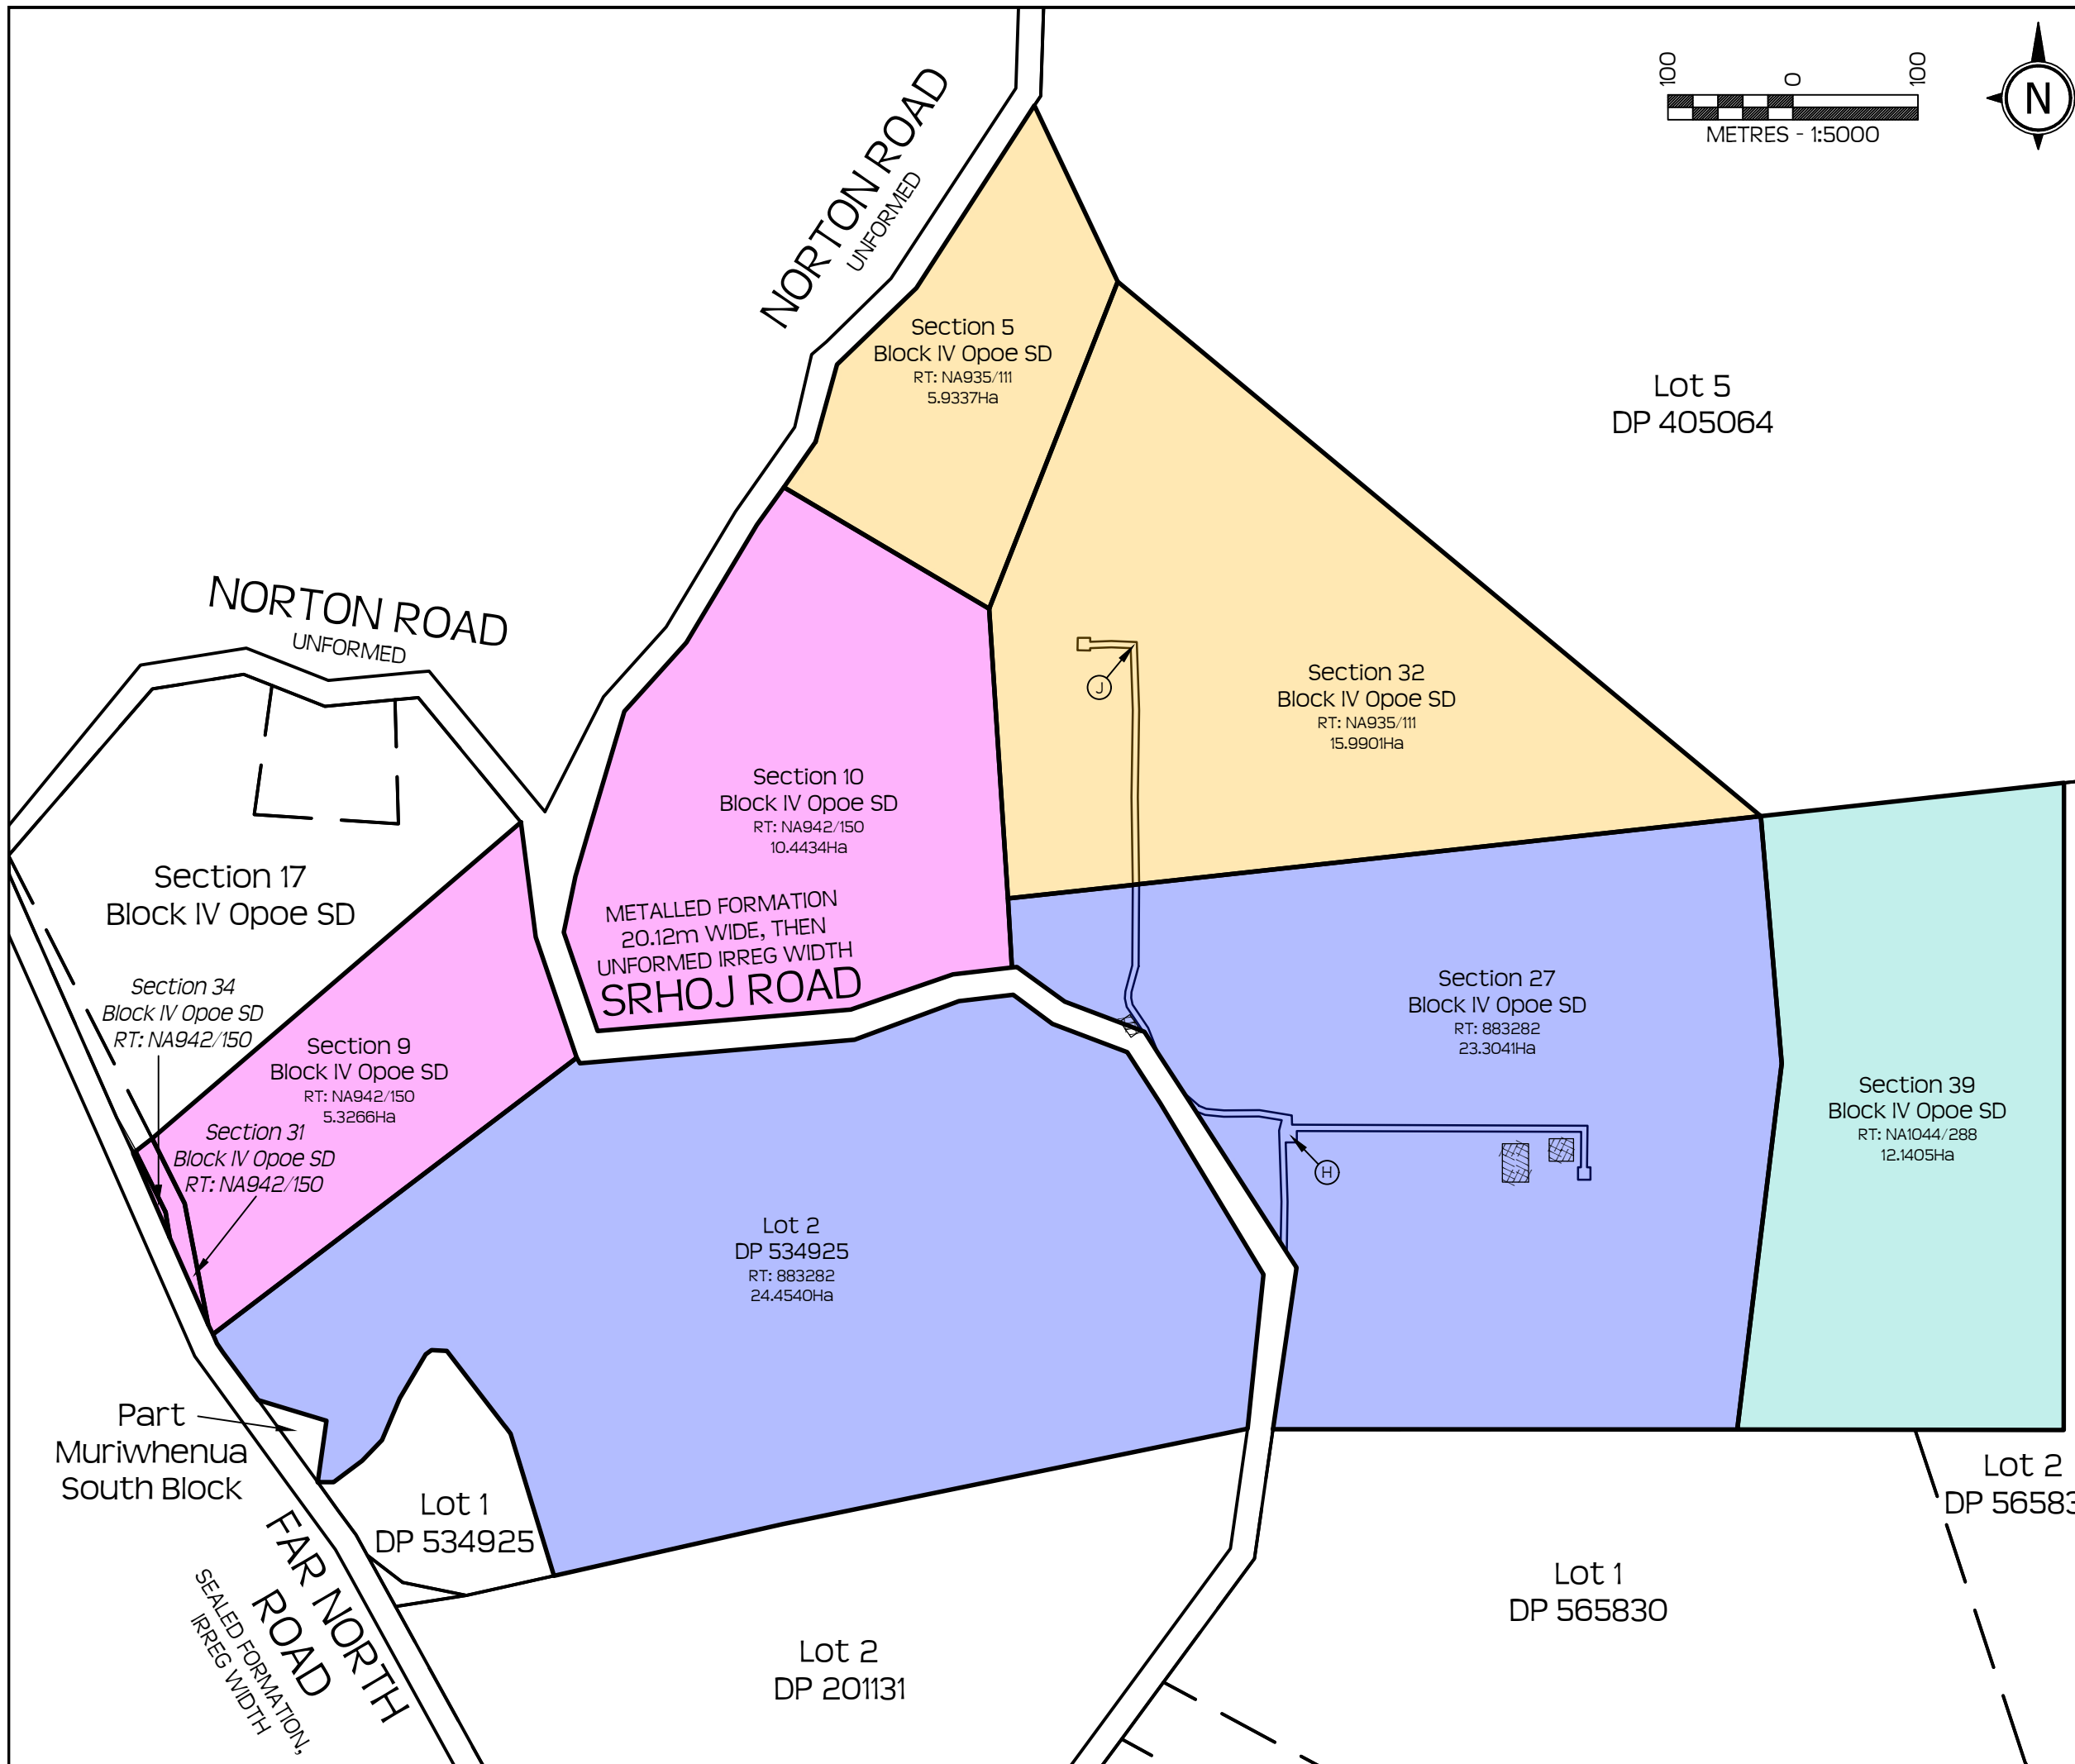 100
0
100
METRES - 1:5000
N
NORTON ROAD
UNFORMED
Section 5
Block IV Opoe SD
RT: NA935/111
5.9337Ha
Lot 5
DP 405064
NORTON ROAD
UNFORMED
J
Section 32
Block IV Opoe SD
RT: NA935/111
15.9901Ha
Section 10
Block IV Opoe SD
RT: NA942/150
10.4434Ha
Section 17
Block IV Opoe SD
METALLED FORMATION
20.12m WIDE, THEN
UNFORMED IRREG WIDTH
SRHOJ ROAD
Section 34
Block IV Opoe SD
RT: NA942/150
Section 9
Block IV Opoe SD
RT: NA942/150
5.3266Ha
Section 31
Block IV Opoe SD
RT: NA942/150
Section 27
Block IV Opoe SD
RT: 883282
23.3041Ha
Section 39
Block IV Opoe SD
RT: NA1044/288
12.1405Ha
H
Lot 2
DP 534925
RT: 883282
24.4540Ha
Part
Muriwhenua
South Block
Lot 1
DP 534925
Lot 2
DP 56583
FAR NORTH
ROAD
SEALED FORMATION,
IRREG WIDTH
Lot 1
DP 565830
Lot 2
DP 201131